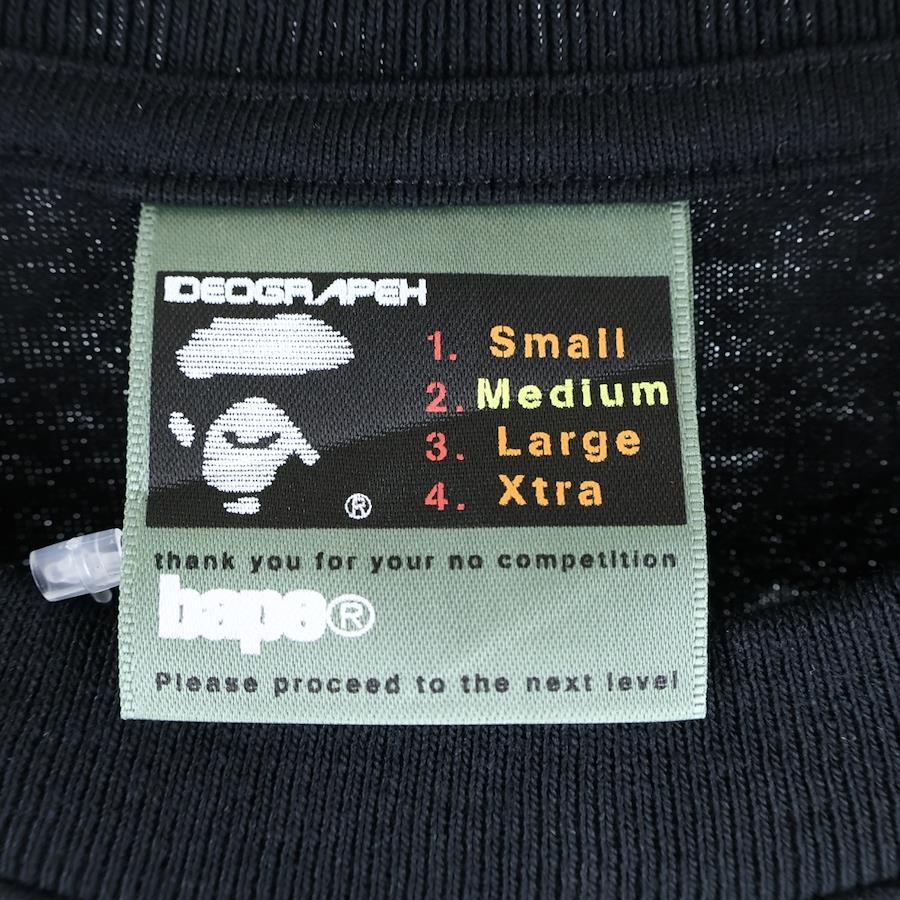 IDEOGRAPEH
1. Small
2. Medium
3. Large
4. Xtra
®
thank you for your no competition
bape®
Please proceed to the next level